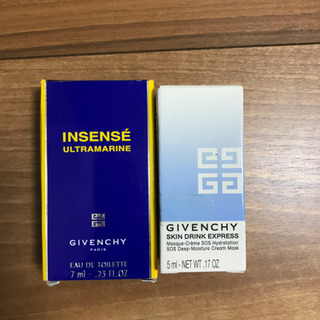 INSENSÉ
ULTRAMARINE
GIVENCHY
PARIS
EAU DE TOILETTE
7 ml - .23 FL.OZ
GIVENCHY
SKIN DRINK EXPRESS
Masque-Crème SOS Hydratation
SOS Deep-Moisture Cream Mask
5 ml - NET WT .17 OZ.